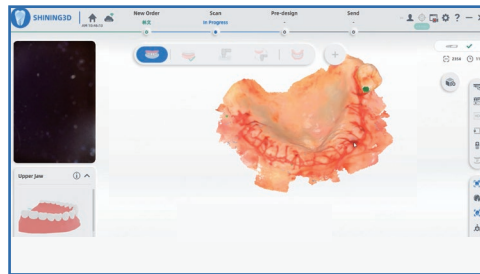 SHINING3D
New Order
Scan
In Progress
Pre-design
-
Send
-
Upper Jaw